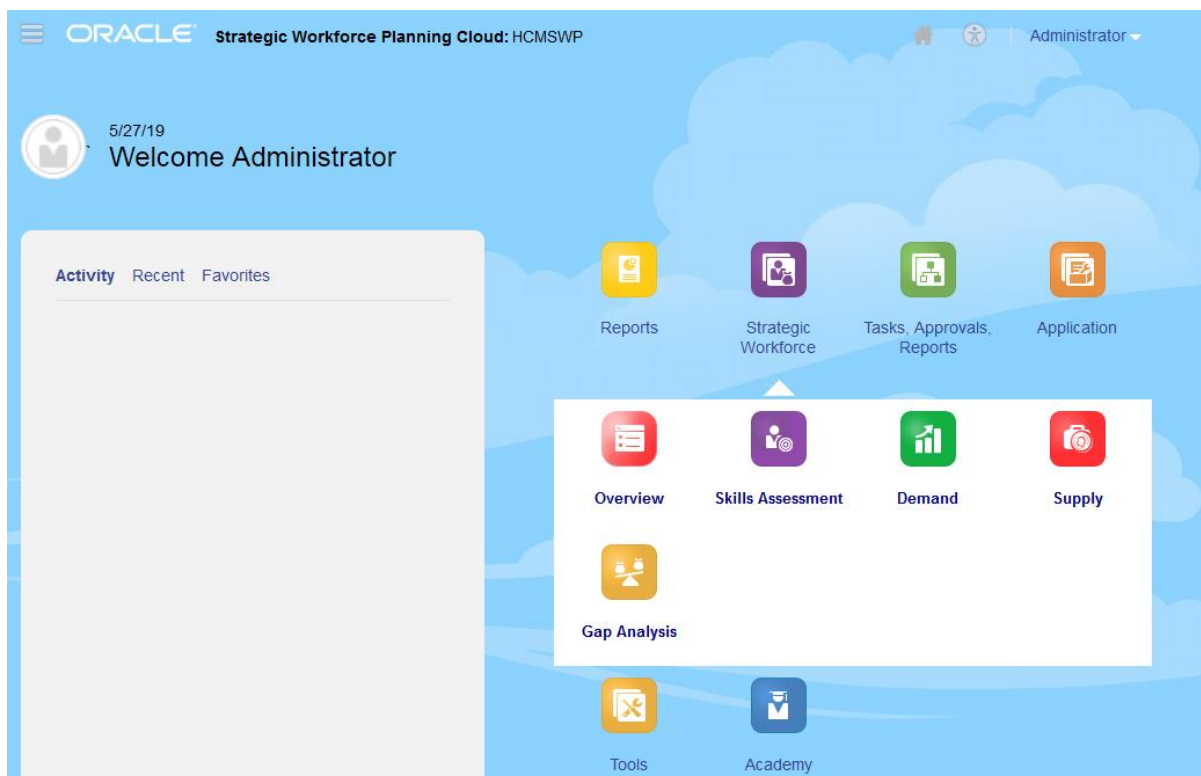 ORACLE Strategic Workforce Planning Cloud: HCMSWP Administrator
5/27/19
Welcome Administrator
Activity Recent Favorites
Reports
Strategic
Workforce
Tasks, Approvals,
Reports
Application
Overview
Skills Assessment
Demand
Supply
Gap Analysis
Tools
Academy